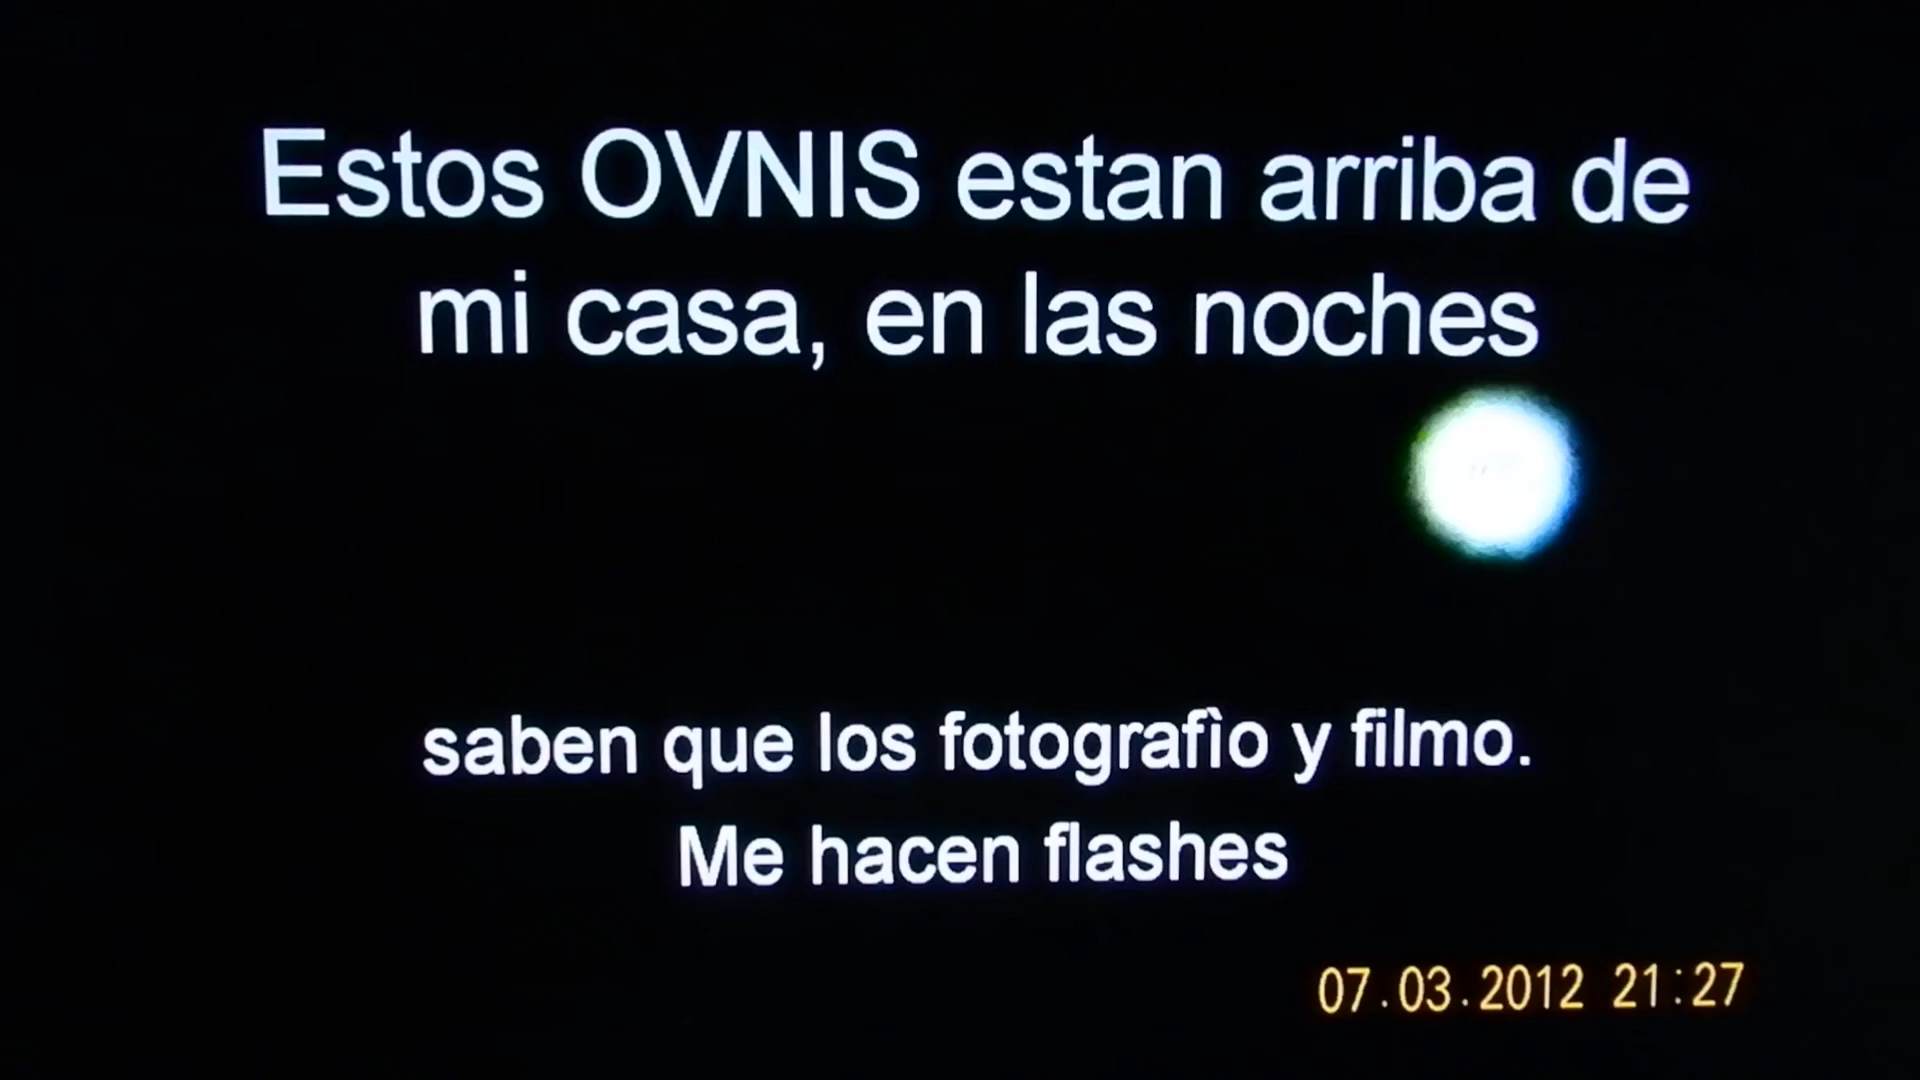 Estos OVNIS estan arriba de
mi casa, en las noches
saben que los fotografìo y filmo.
Me hacen flashes
07.03.2012 21:27